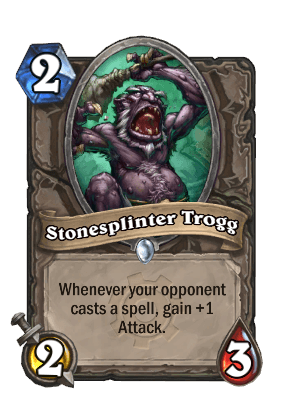 2
Stonesplinter Trogg
Whenever your opponent
casts a spell, gain +1
Attack.
2
3